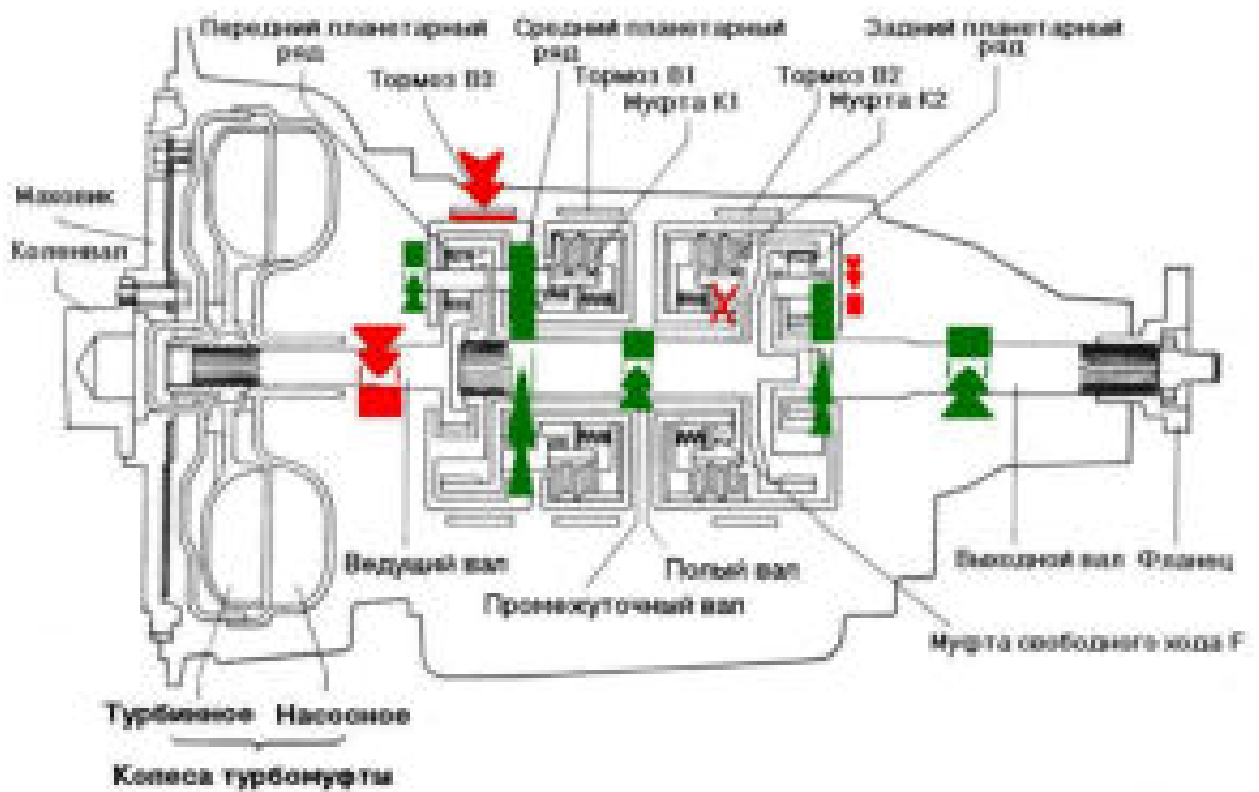 Передний планетарный
ряд
Средний планетарный
ряд
Задний планетарный
ряд
Тормоз B3
Тормоз B1
Тормоз B2
Муфта K1
Муфта K2
Маховик
Коленвал
Ведущий вал
Полый вал
Выходной вал
Фланец
Промежуточный вал
Муфта свободного хода F
Турбинное
Насосное
Колеса турбомуфты